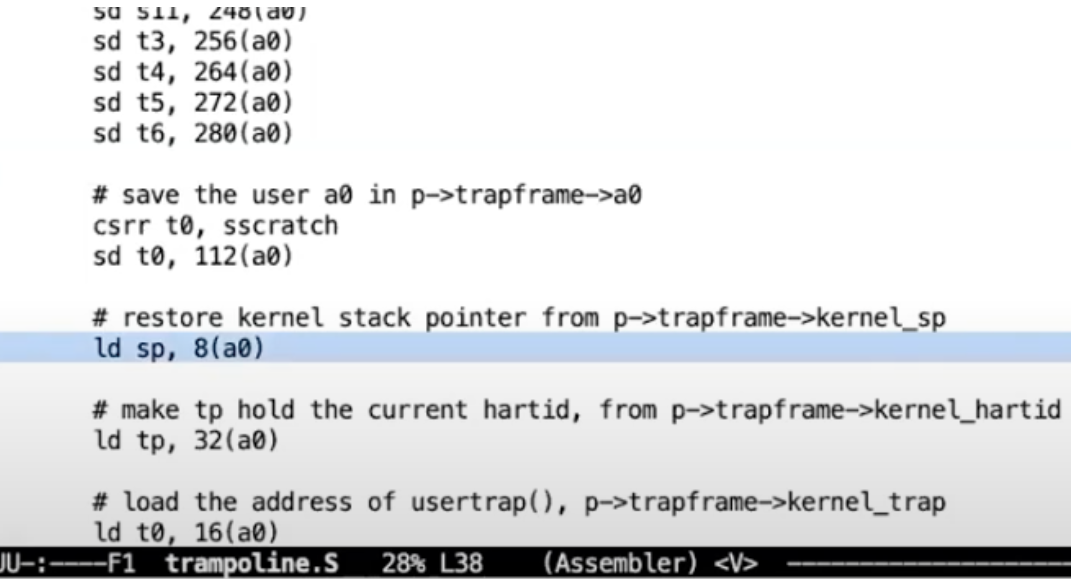 sd s11, 248(a0)
sd t3, 256(a0)
sd t4, 264(a0)
sd t5, 272(a0)
sd t6, 280(a0)
# save the user a0 in p->trapframe->a0
csrr t0, sscratch
sd t0, 112(a0)
# restore kernel stack pointer from p->trapframe->kernel_sp
ld sp, 8(a0)
# make tp hold the current hartid, from p->trapframe->kernel_hartid
ld tp, 32(a0)
# load the address of usertrap(), p->trapframe->kernel_trap
ld t0, 16(a0)
UU-:----F1 trampoline.S 28% L38 (Assembler) <V> --------------------